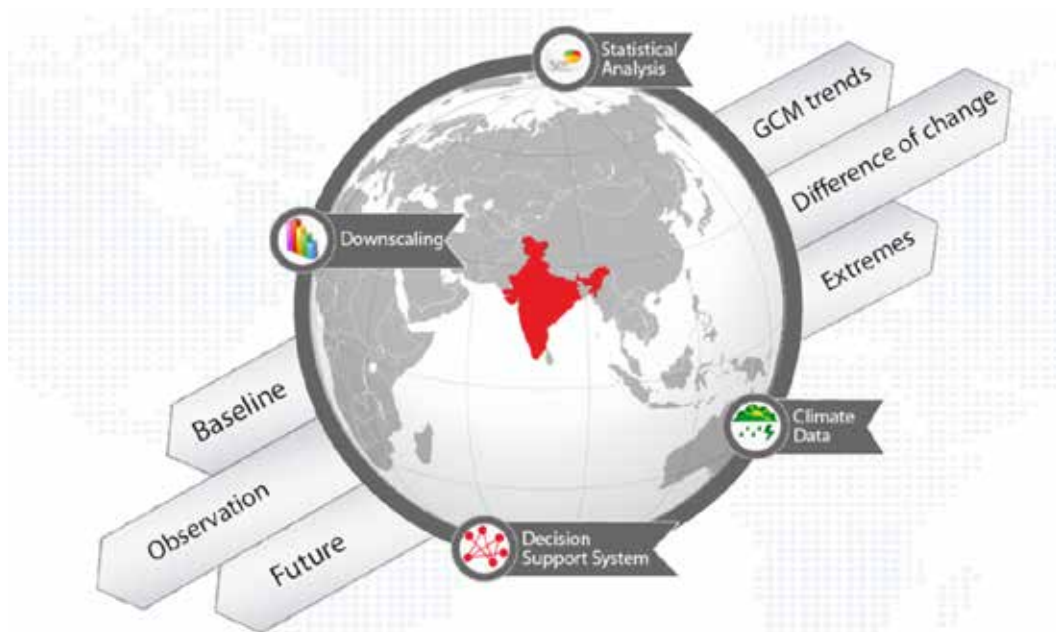 Statistical
Analysis
GCM trends
Difference of change
Extremes
Downscaling
Baseline
Observation
Future
Climate
Data
Decision
Support System